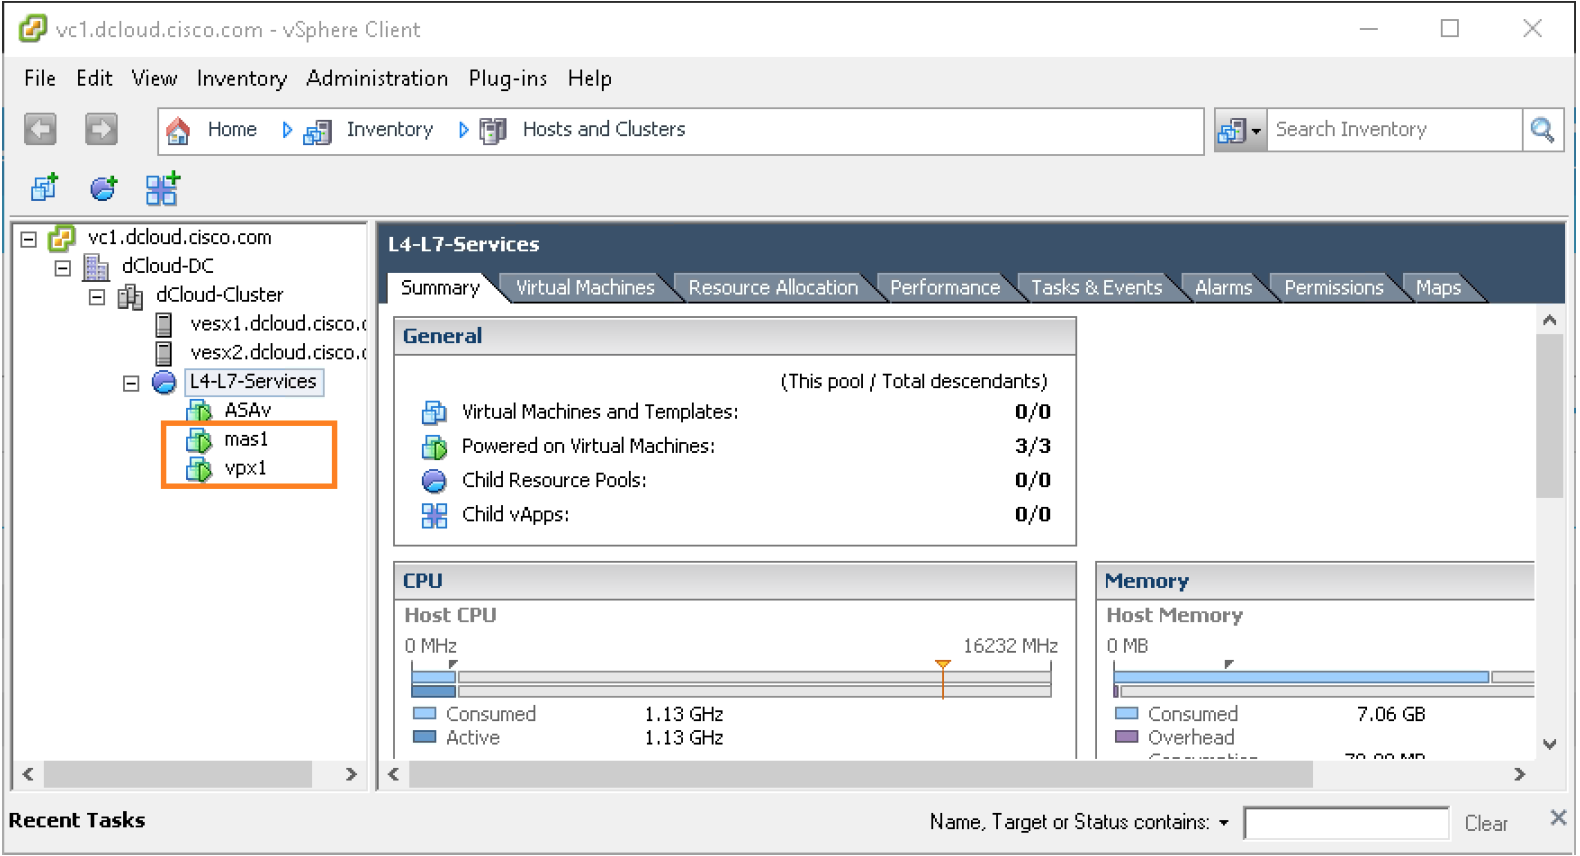 vc1.dcloud.cisco.com - vSphere Client
File Edit View Inventory Administration Plug-ins Help
Home Inventory Hosts and Clusters
Search Inventory
vc1.dcloud.cisco.com
dCloud-DC
dCloud-Cluster
vesx1.dcloud.cisco.
vesx2.dcloud.cisco.
L4-L7-Services
ASAv
mas1
vpx1
L4-L7-Services
Summary Virtual Machines Resource Allocation Performance Tasks & Events Alarms Permissions Maps
General
(This pool / Total descendants)
Virtual Machines and Templates: 0/0
Powered on Virtual Machines: 3/3
Child Resource Pools: 0/0
Child vApps: 0/0
CPU
Host CPU
0 MHz 16232 MHz
Consumed 1.13 GHz
Active 1.13 GHz
Memory
Host Memory
0 MB
Consumed 7.06 GB
Overhead
Recent Tasks
Name, Target or Status contains: Clear